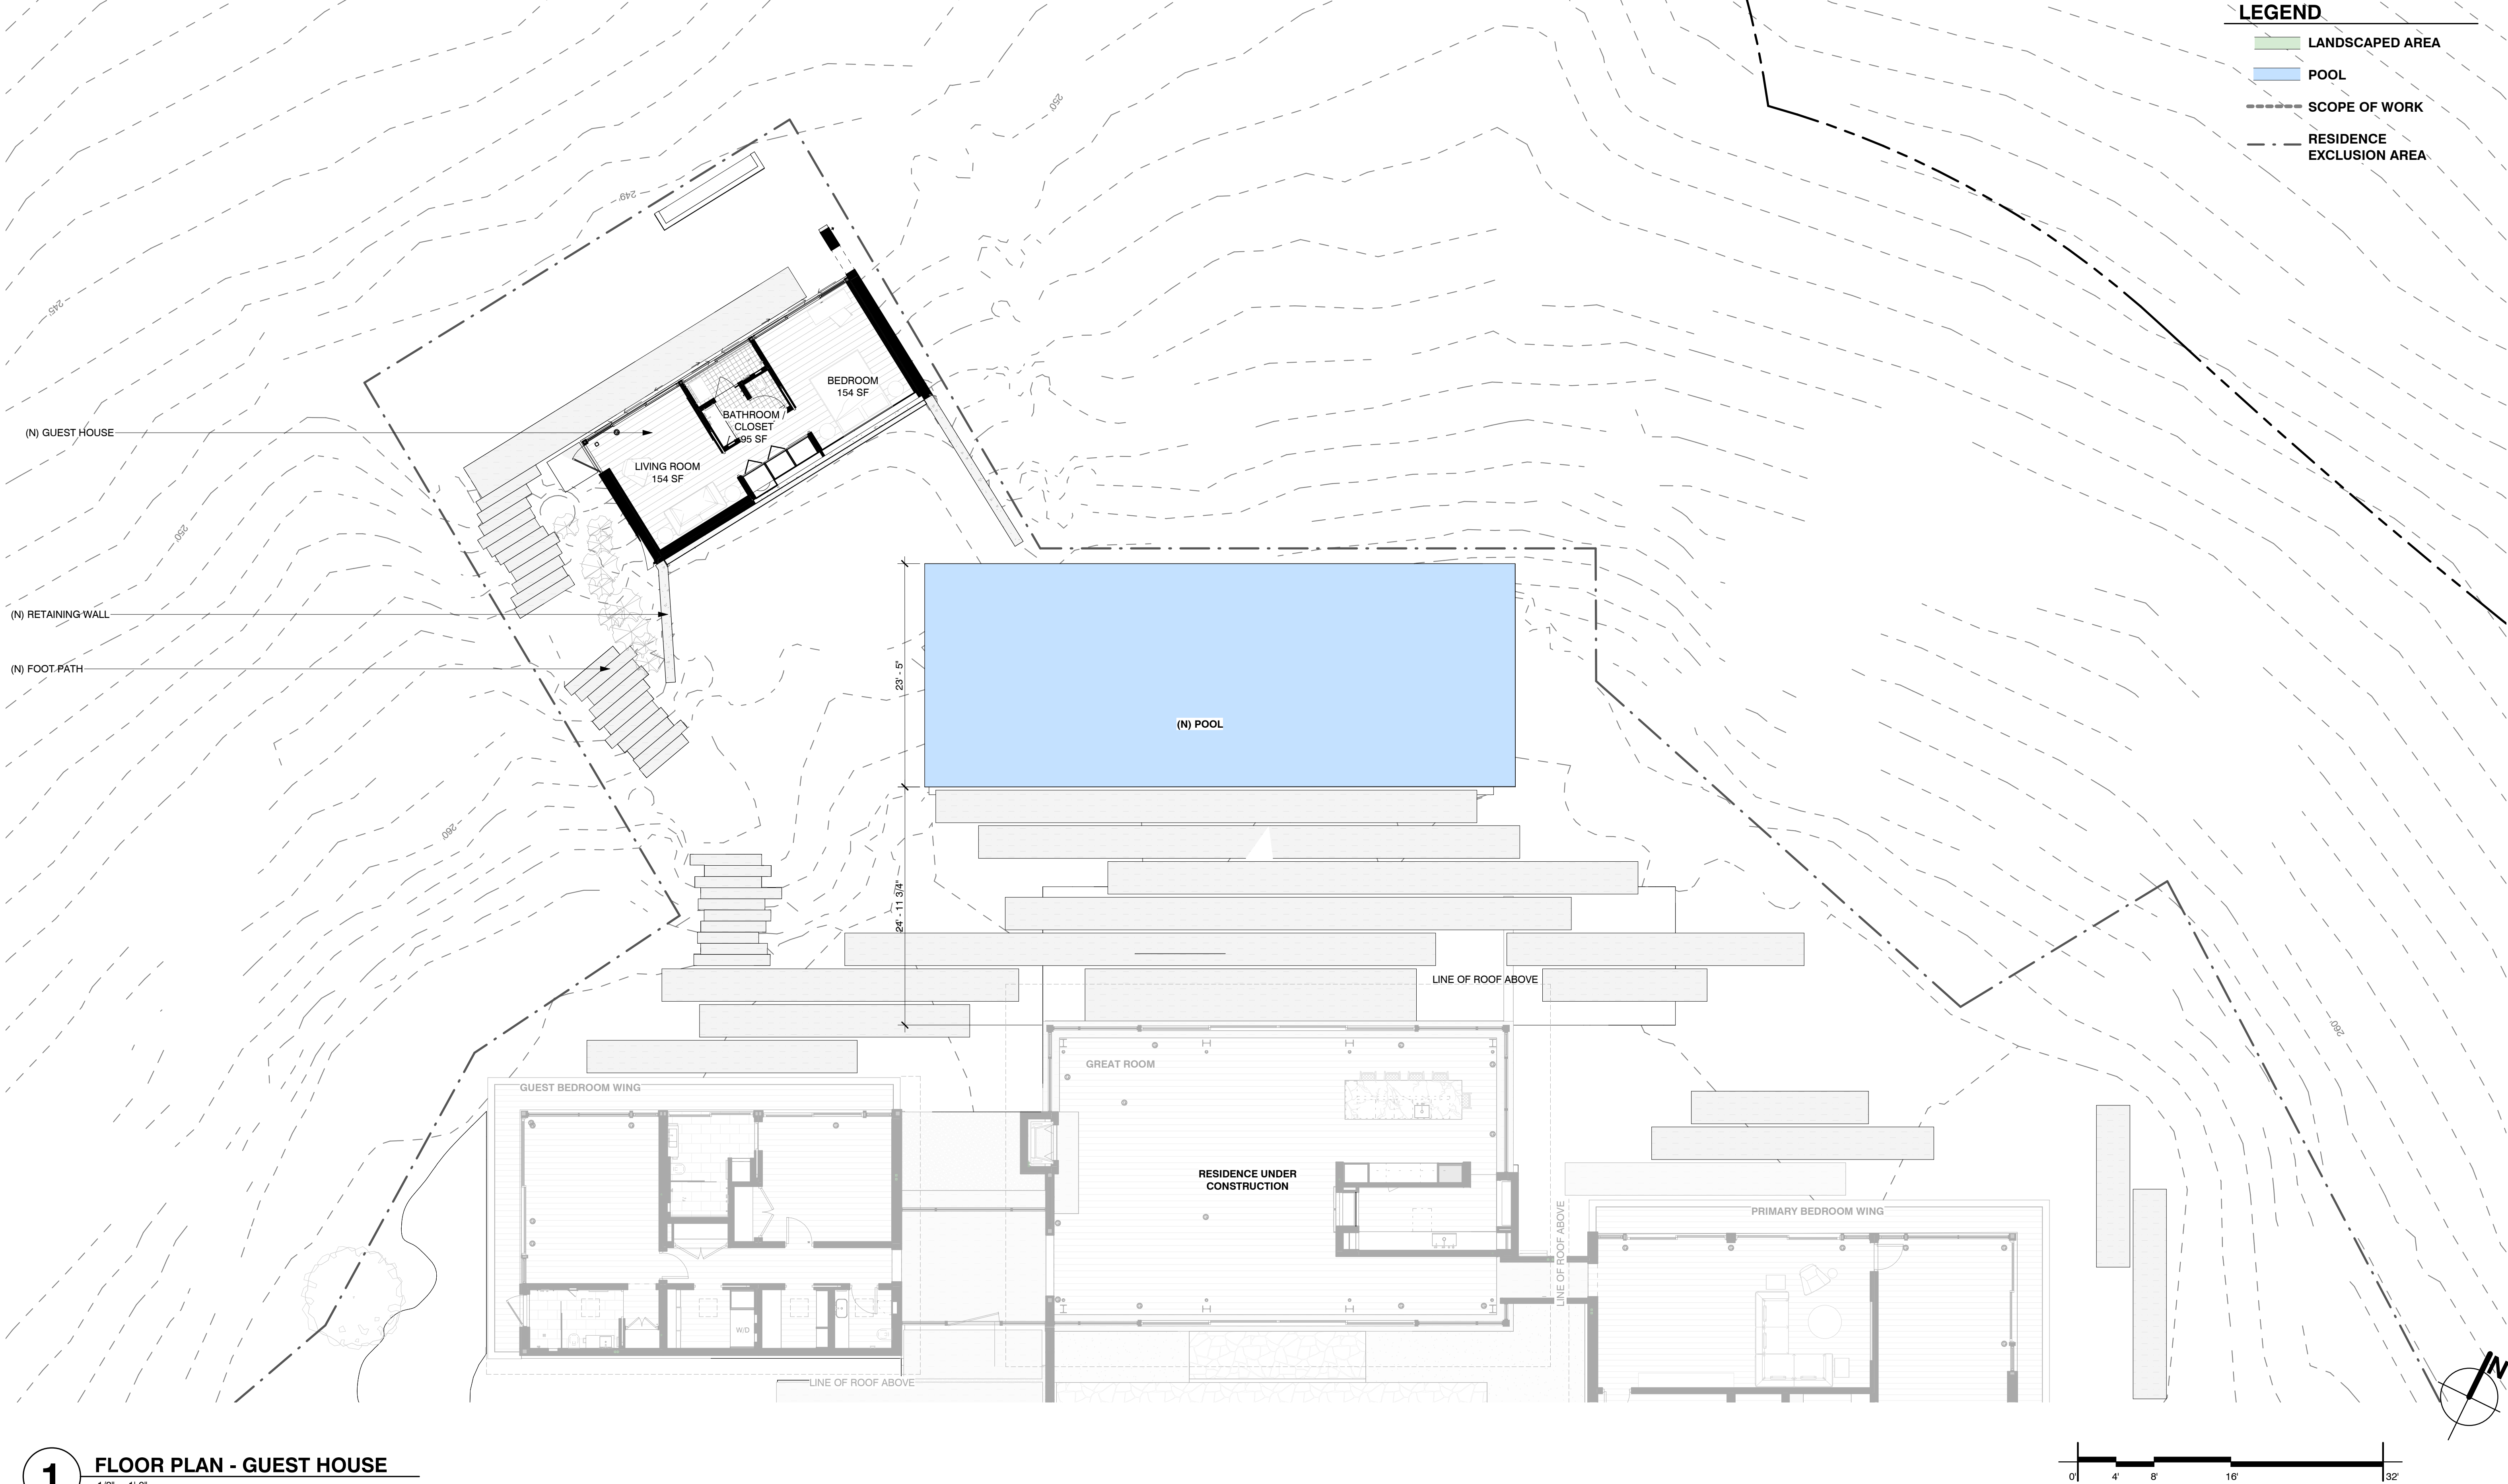 LEGEND
LANDSCAPED AREA
POOL
SCOPE OF WORK
RESIDENCE
EXCLUSION AREA
250'
249'
245'
BEDROOM
154 SF
BATHROOM /
CLOSET
95 SF
(N) GUEST HOUSE
LIVING ROOM
154 SF
250'
(N) RETAINING WALL
(N) FOOT PATH
23' - 5"
(N) POOL
260'
24' - 11 3/4"
LINE OF ROOF ABOVE
260'
GREAT ROOM
GUEST BEDROOM WING
RESIDENCE UNDER
CONSTRUCTION
LINE OF ROOF ABOVE
PRIMARY BEDROOM WING
W/D
LINE OF ROOF ABOVE
N
1
FLOOR PLAN - GUEST HOUSE
0'
4'
8'
16'
32'